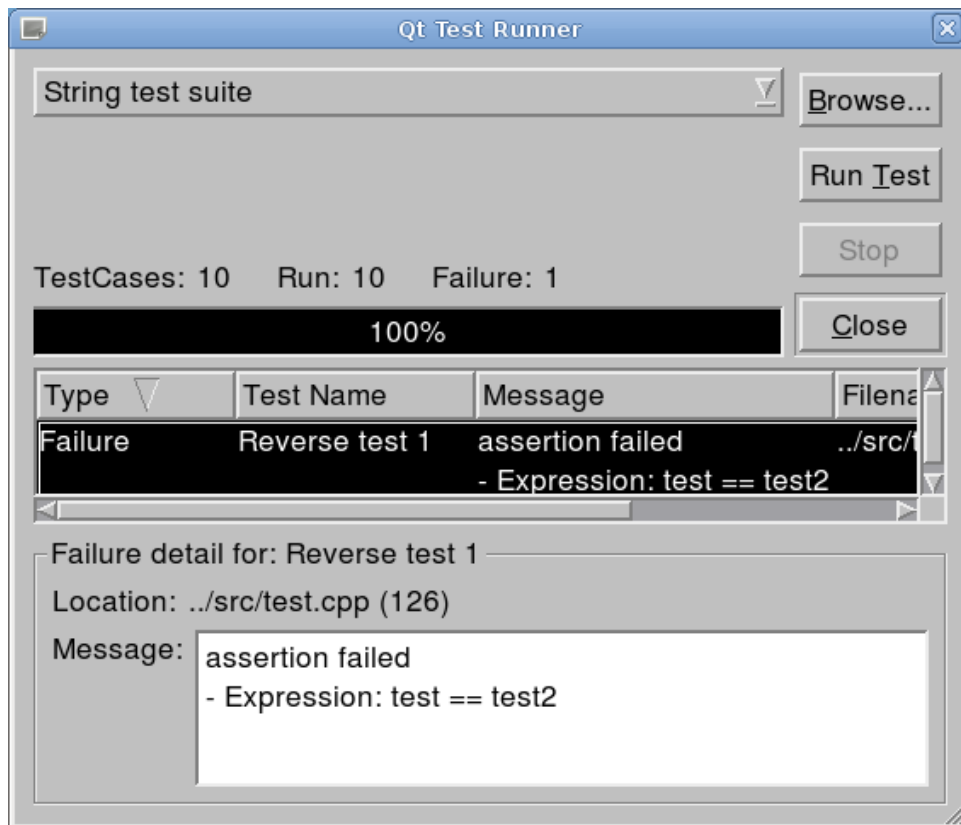 Qt Test Runner
String test suite
Browse...
Run Test
Stop
TestCases: 10 Run: 10 Failure: 1
100%
Close
Type Test Name Message Filena
Failure Reverse test 1 assertion failed ../src/t
- Expression: test == test2
Failure detail for: Reverse test 1
Location: ../src/test.cpp (126)
Message:
assertion failed
- Expression: test == test2